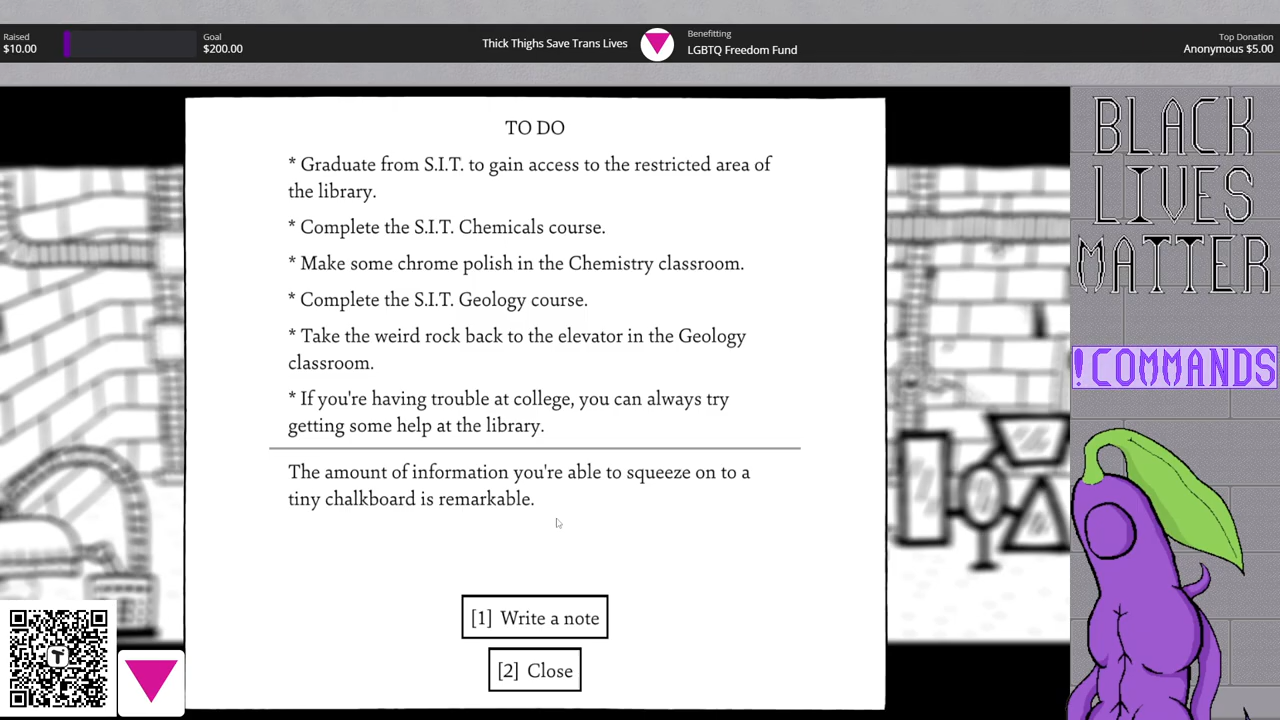 Raised
$10.00
Goal
$200.00
Thick Thighs Save Trans Lives
Benefitting
LGBTQ Freedom Fund
Top Donation
Anonymous $5.00
TO DO
* Graduate from S.I.T. to gain access to the restricted area of
the library.
* Complete the S.I.T. Chemicals course.
* Make some chrome polish in the Chemistry classroom.
* Complete the S.I.T. Geology course.
* Take the weird rock back to the elevator in the Geology
classroom.
* If you're having trouble at college, you can always try
getting some help at the library.
The amount of information you're able to squeeze on to a
tiny chalkboard is remarkable.
[1] Write a note
[2] Close
BLACK
LIVES
MATTER
!COMMANDS
T